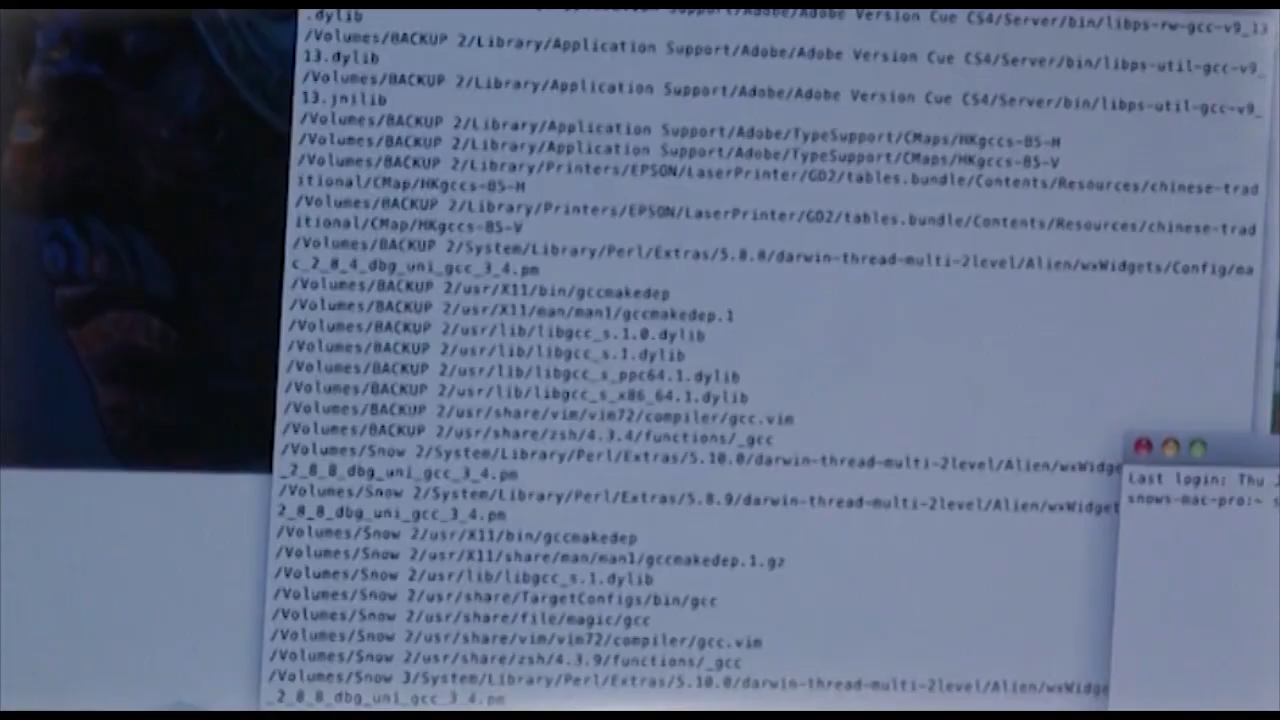 Support/Adobe/Adobe Version Cue CS4/Server/bin/libps-rw-gcc-v9_13
.dylib
/Volumes/BACKUP 2/Library/Application Support/Adobe/Adobe Version Cue CS4/Server/bin/libps-util-gcc-v9_
13.dylib
/Volumes/BACKUP 2/Library/Application Support/Adobe/Adobe Version Cue CS4/Server/bin/libps-util-gcc-v9_
13.jnilib
/Volumes/BACKUP 2/Library/Application Support/Adobe/TypeSupport/CMaps/HKgccs-B5-H
/Volumes/BACKUP 2/Library/Application Support/Adobe/TypeSupport/CMaps/HKgccs-B5-V
/Volumes/BACKUP 2/Library/Printers/EPSON/LaserPrinter/GD2/tables.bundle/Contents/Resources/chinese-trad
itional/CMap/HKgccs-B5-H
/Volumes/BACKUP 2/Library/Printers/EPSON/LaserPrinter/GD2/tables.bundle/Contents/Resources/chinese-trad
itional/CMap/HKgccs-B5-V
/Volumes/BACKUP 2/System/Library/Perl/Extras/5.8.8/darwin-thread-multi-2level/Alien/wxWidgets/Config/ma
c_2_8_4_dbg_uni_gcc_3_4.pm
/Volumes/BACKUP 2/usr/X11/bin/gccmakedep
/Volumes/BACKUP 2/usr/X11/man/man1/gccmakedep.1
/Volumes/BACKUP 2/usr/lib/libgcc_s.1.0.dylib
/Volumes/BACKUP 2/usr/lib/libgcc_s.1.dylib
/Volumes/BACKUP 2/usr/lib/libgcc_s_ppc64.1.dylib
/Volumes/BACKUP 2/usr/lib/libgcc_s_x86_64.1.dylib
/Volumes/BACKUP 2/usr/share/vim/vim72/compiler/gcc.vim
/Volumes/BACKUP 2/usr/share/zsh/4.3.4/functions/_gcc
/Volumes/Snow 2/System/Library/Perl/Extras/5.10.0/darwin-thread-multi-2level/Alien/wxWidge
_2_8_8_dbg_uni_gcc_3_4.pm
/Volumes/Snow 2/System/Library/Perl/Extras/5.8.9/darwin-thread-multi-2level/Alien/wxWidget
2_8_8_dbg_uni_gcc_3_4.pm
/Volumes/Snow 2/usr/X11/bin/gccmakedep
/Volumes/Snow 2/usr/X11/share/man/man1/gccmakedep.1.gz
/Volumes/Snow 2/usr/lib/libgcc_s.1.dylib
/Volumes/Snow 2/usr/share/TargetConfigs/bin/gcc
/Volumes/Snow 2/usr/share/file/magic/gcc
/Volumes/Snow 2/usr/share/vim/vim72/compiler/gcc.vim
/Volumes/Snow 2/usr/share/zsh/4.3.9/functions/_gcc
/Volumes/Snow 3/System/Library/Perl/Extras/5.10.0/darwin-thread-multi-2level/Alien/wxWidge
_2_8_8_dbg_uni_gcc_3_4.pm
Last login: Thu
snows-mac-pro:~ s